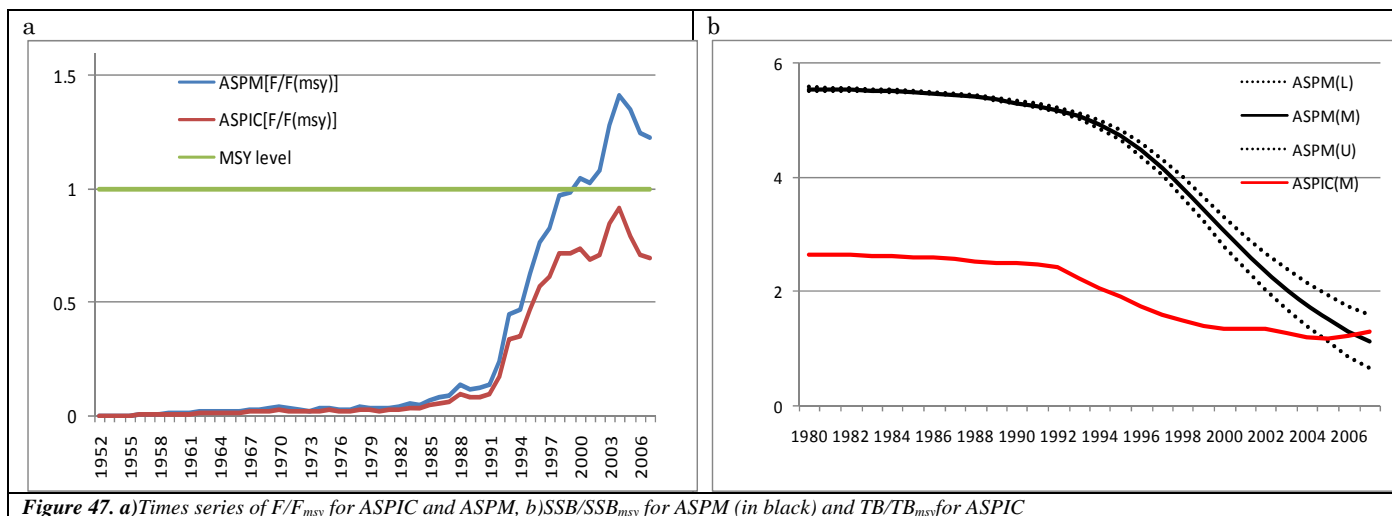 a
1.5
1
0.5
0
ASPM[F/F(msy)]
ASPIC[F/F(msy)]
MSY level
1952 1955 1958 1961 1964 1967 1970 1973 1976 1979 1982 1985 1988 1991 1994 1997 2000 2003 2006
b
6
4
2
0
ASPM(L)
ASPM(M)
ASPM(U)
ASPIC(M)
1980 1982 1984 1986 1988 1990 1992 1994 1996 1998 2000 2002 2004 2006
Figure 47. a)Times series of F/Fmsy for ASPIC and ASPM, b)SSB/SSBmsy for ASPM (in black) and TB/TBmsyfor ASPIC